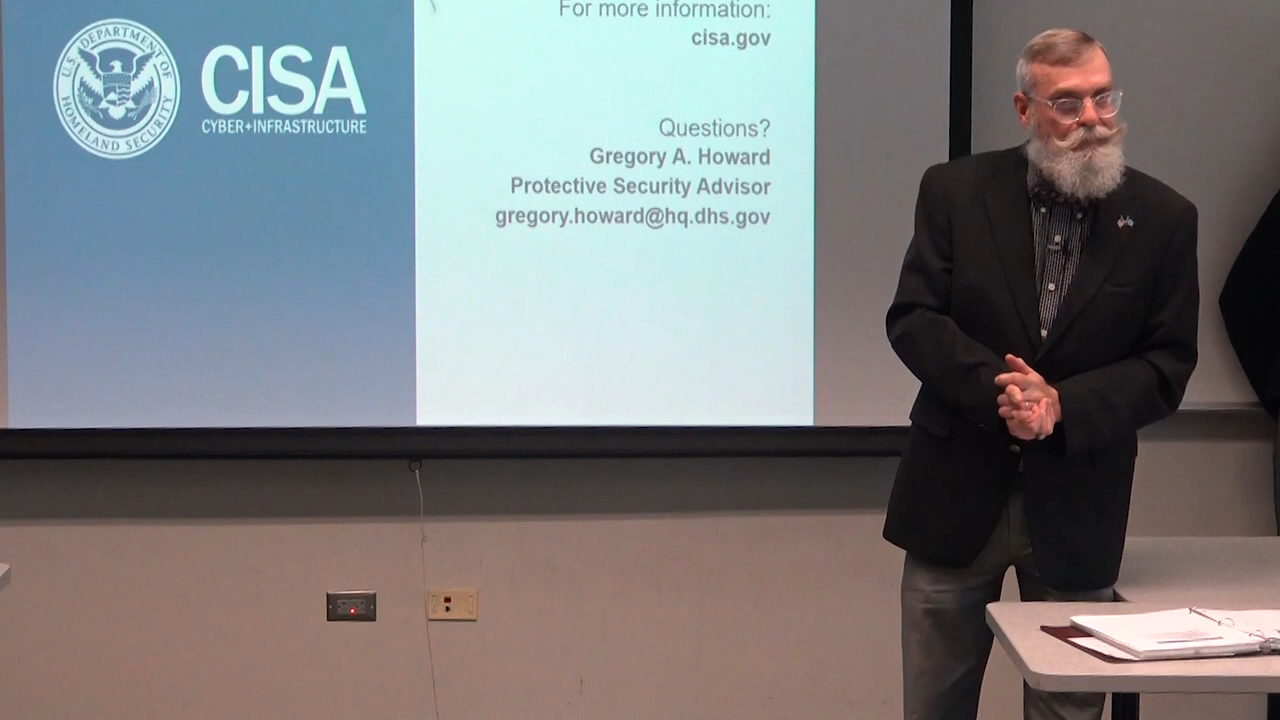 U.S. DEPARTMENT OF
HOMELAND SECURITY
CISA
CYBER+INFRASTRUCTURE
For more information:
cisa.gov
Questions?
Gregory A. Howard
Protective Security Advisor
gregory.howard@hq.dhs.gov